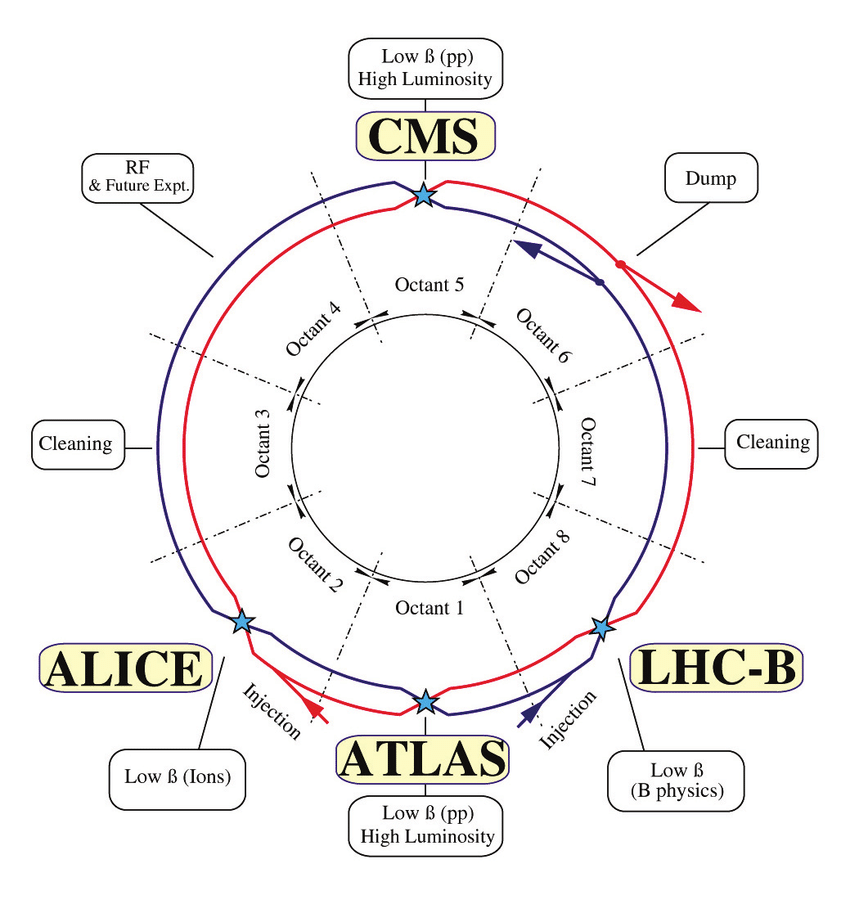 Low ß (pp)
High Luminosity
CMS
RF
& Future Expt.
Dump
Octant 5
Octant 4
Octant 6
Cleaning
Octant 3
Octant 7
Cleaning
Octant 2
Octant 8
Octant 1
ALICE
LHC-B
Injection
Injection
ATLAS
Low ß (Ions)
Low ß
(B physics)
Low ß (pp)
High Luminosity